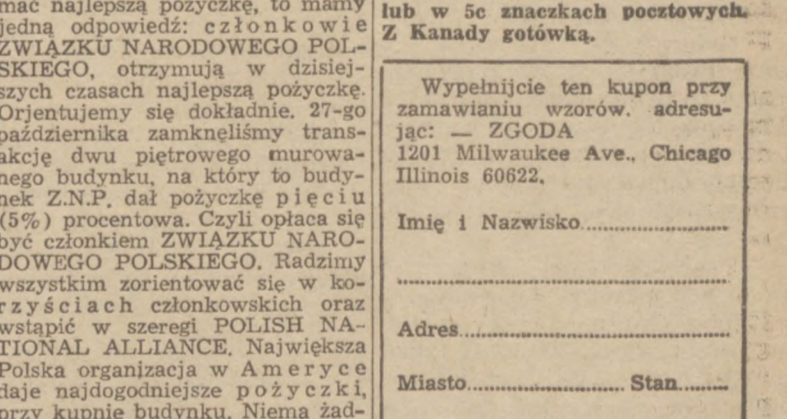 mać najlepszą pożyczkę, to mamy
jedną odpowiedź: członkowie
ZWIĄZKU NARODOWEGO POL-
SKIEGO, otrzymują w dzisiej-
szych czasach najlepszą pożyczkę.
Orjentujemy się dokładnie. 27-go
października zamknęliśmy trans-
akcję dwu piętrowego murowa-
nego budynku, na który to budy-
nek Z.N.P. dał pożyczkę pięciu
(5%) procentowa. Czyli opłaca się
być członkiem ZWIĄZKU NARO-
DOWEGO POLSKIEGO. Radzimy
wszystkim zorientować się w ko-
rzyściach członkowskich oraz
wstąpić w szeregi POLISH NA-
TIONAL ALLIANCE. Największa
Polska organizacja w Ameryce
daje najdogodniejsze pożyczki,
przy kupnie budynku. Niema żad-
lub w 5c znaczkach pocztowych.
Z Kanady gotówką.
Wypełnijcie ten kupon przy
zamawianiu wzorów. adresu-
jąc: — ZGODA
1201 Milwaukee Ave., Chicago
Illinois 60622.
Imię i Nazwisko
Adres
Miasto Stan